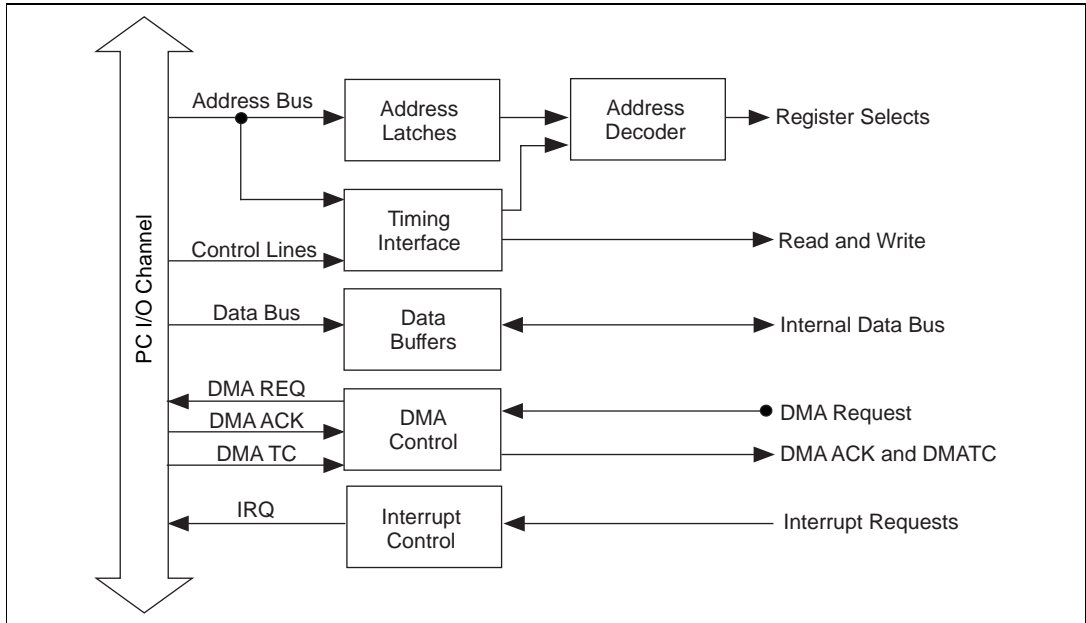 PC I/O Channel
Address Bus
Address
Latches
Address
Decoder
Register Selects
Timing
Interface
Control Lines
Read and Write
Data Bus
Data
Buffers
Internal Data Bus
DMA REQ
DMA ACK
DMA TC
DMA
Control
DMA Request
DMA ACK and DMATC
IRQ
Interrupt
Control
Interrupt Requests